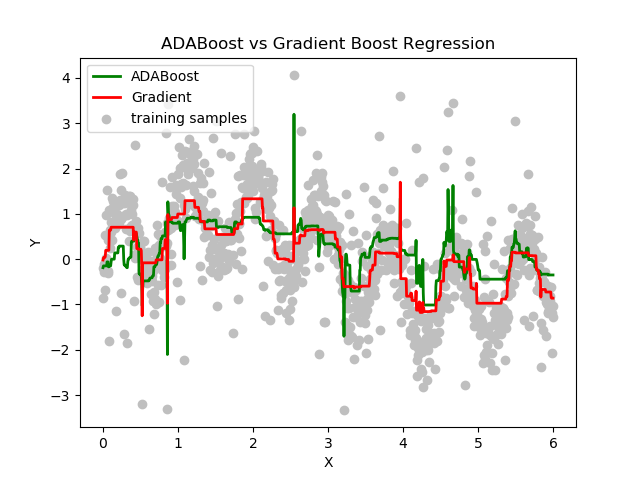 ADABoost vs Gradient Boost Regression
ADABoost
Gradient
training samples
Y
4
3
2
1
0
−1
−2
−3
0 1 2 3 4 5 6
X